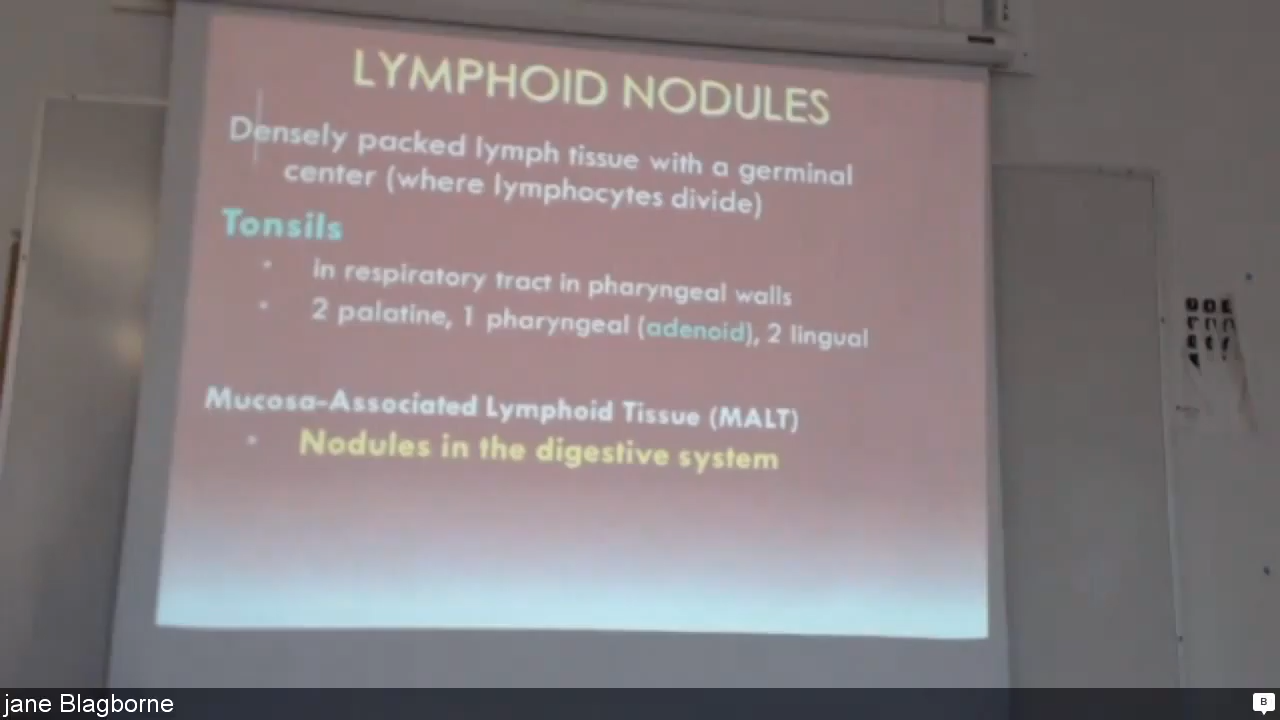 LYMPHOID NODULES
Densely packed lymph tissue with a germinal
center (where lymphocytes divide)
Tonsils
• In respiratory tract in pharyngeal walls
• 2 palatine, 1 pharyngeal (adenoid), 2 lingual
Mucosa-Associated Lymphoid Tissue (MALT)
• Nodules in the digestive system
jane Blagborne
B